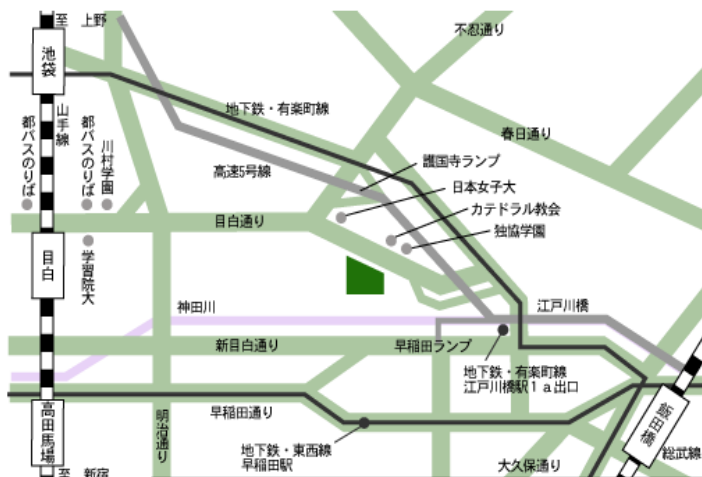 至 上野
不忍通り
池袋
地下鉄・有楽町線
山手線
都バスのりば
都バスのりば
川村学園
春日通り
護国寺ランプ
高速5号線
日本女子大
カテドラル教会
目白通り
独協学園
目白
学習院大
神田川
江戸川橋
新目白通り
早稲田ランプ
地下鉄・有楽町線
江戸川橋駅1a出口
高田馬場
早稲田通り
明治通り
飯田橋
地下鉄・東西線
早稲田駅
総武線
大久保通り
至 新宿